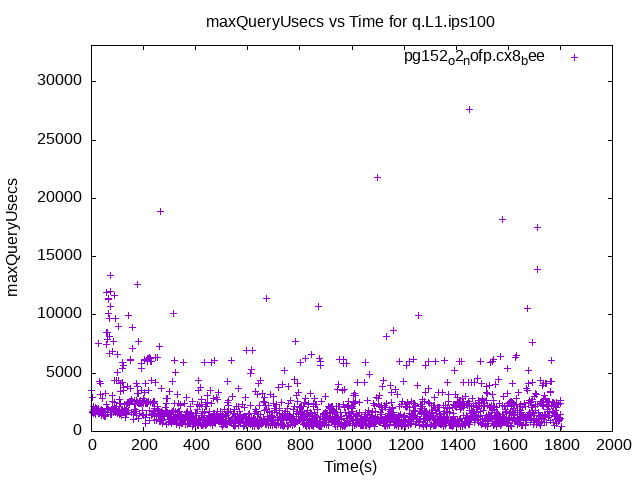 maxQueryUsecs vs Time for q.L1.ips100
pg152o2nofp.cx8bee
30000
25000
20000
15000
10000
5000
0
maxQueryUsecs
0 200 400 600 800 1000 1200 1400 1600 1800 2000
Time(s)